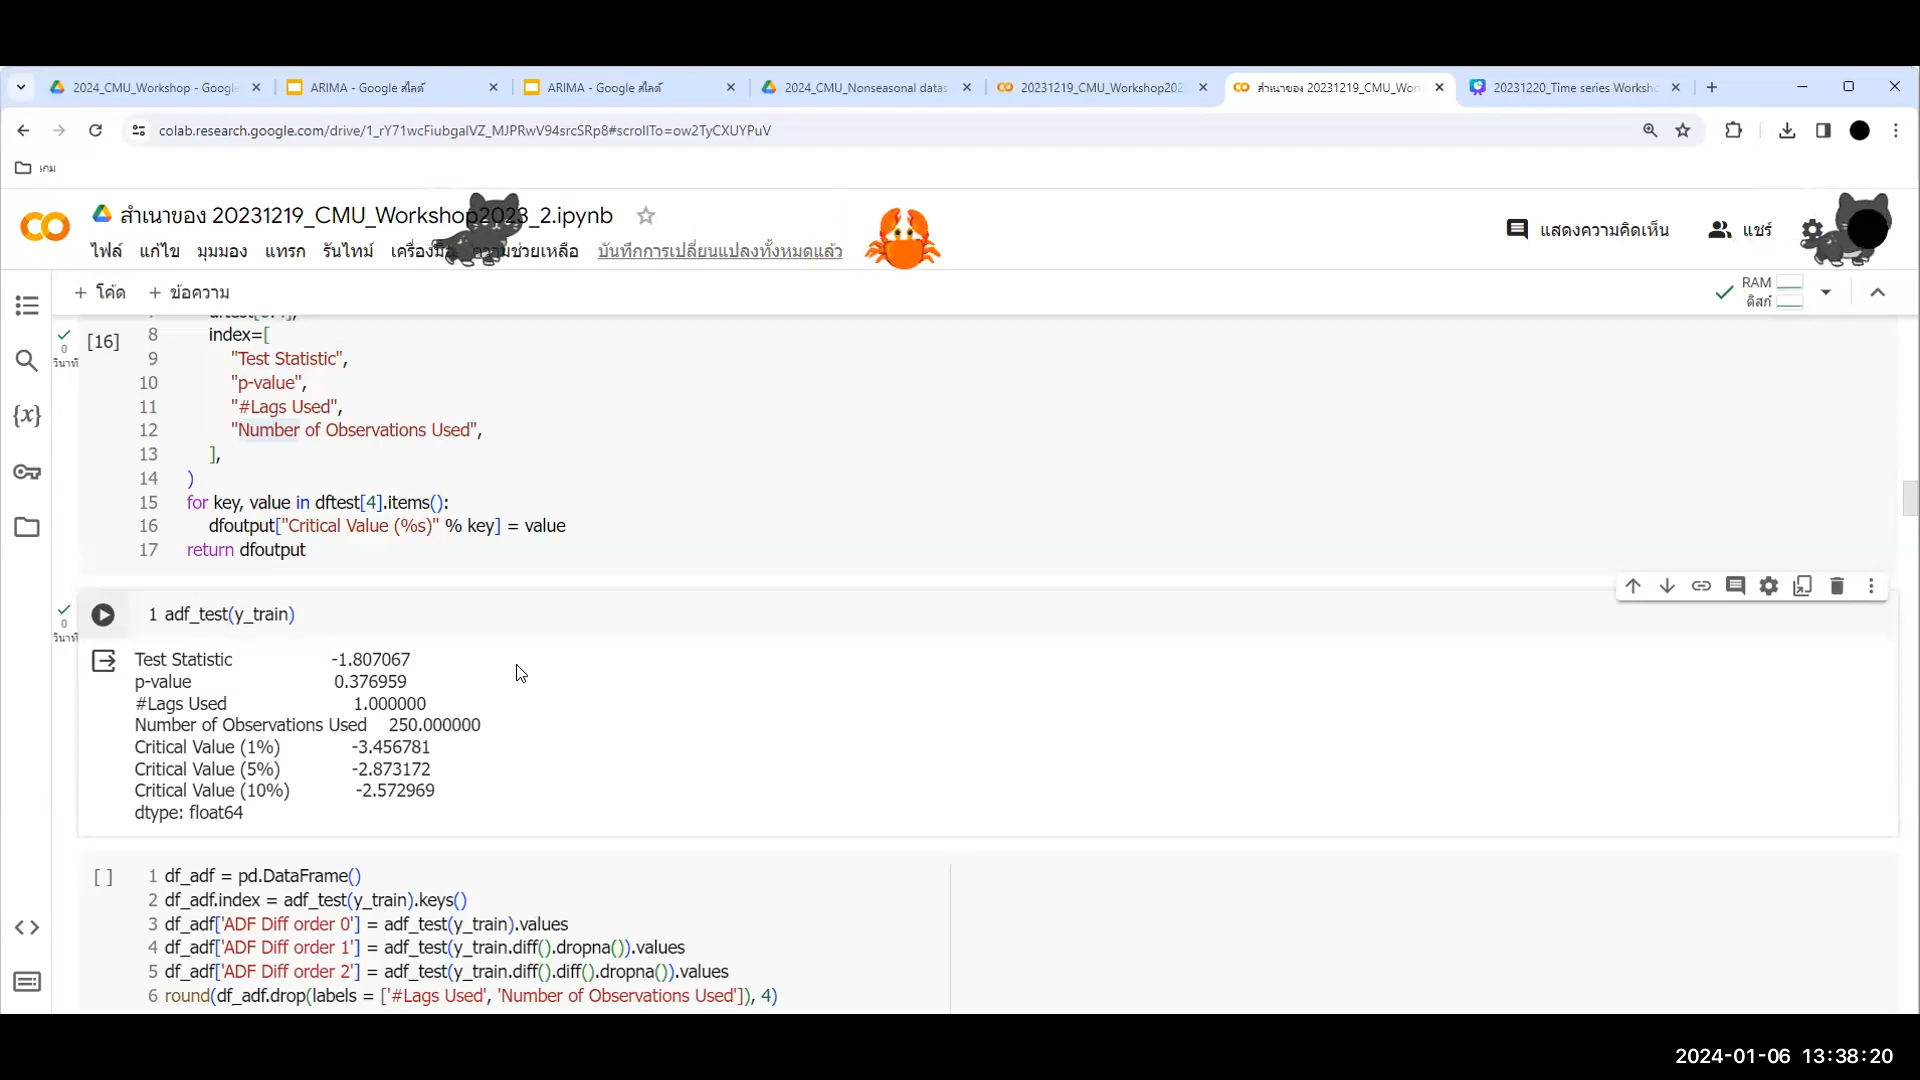 2024_CMU_Workshop - Google
ARIMA - Google สไลด์
ARIMA - Google สไลด์
2024_CMU_Nonseasonal datas
20231219_CMU_Workshop202
สำเนาของ 20231219_CMU_Wor
20231220_Time series Worksh
colab.research.google.com/drive/1_rY71wcFiubgaIVZ_MJPRwV94srcSRp8#scrollTo=ow2TyCXUYPuV
เกม
สำเนาของ 20231219_CMU_Workshop2023_2.ipynb
แสดงความคิดเห็น
แชร์
ไฟล์ แก้ไข มุมมอง แทรก รันไทม์ เครื่องมือ ความช่วยเหลือ บันทึกการเปลี่ยนแปลงทั้งหมดแล้ว
+ โค้ด + ข้อความ
RAM
ดิสก์
[16]
0
วินาที
8 index=[
9 "Test Statistic",
10 "p-value",
11 "#Lags Used",
12 "Number of Observations Used",
13 ],
14 )
15 for key, value in dftest[4].items():
16 dfoutput["Critical Value (%s)" % key] = value
17 return dfoutput
0
วินาที
1 adf_test(y_train)
Test Statistic -1.807067
p-value 0.376959
#Lags Used 1.000000
Number of Observations Used 250.000000
Critical Value (1%) -3.456781
Critical Value (5%) -2.873172
Critical Value (10%) -2.572969
dtype: float64
[ ]
1 df_adf = pd.DataFrame()
2 df_adf.index = adf_test(y_train).keys()
3 df_adf['ADF Diff order 0'] = adf_test(y_train).values
4 df_adf['ADF Diff order 1'] = adf_test(y_train.diff().dropna()).values
5 df_adf['ADF Diff order 2'] = adf_test(y_train.diff().diff().dropna()).values
6 round(df_adf.drop(labels = ['#Lags Used', 'Number of Observations Used']), 4)
2024-01-06 13:38:20